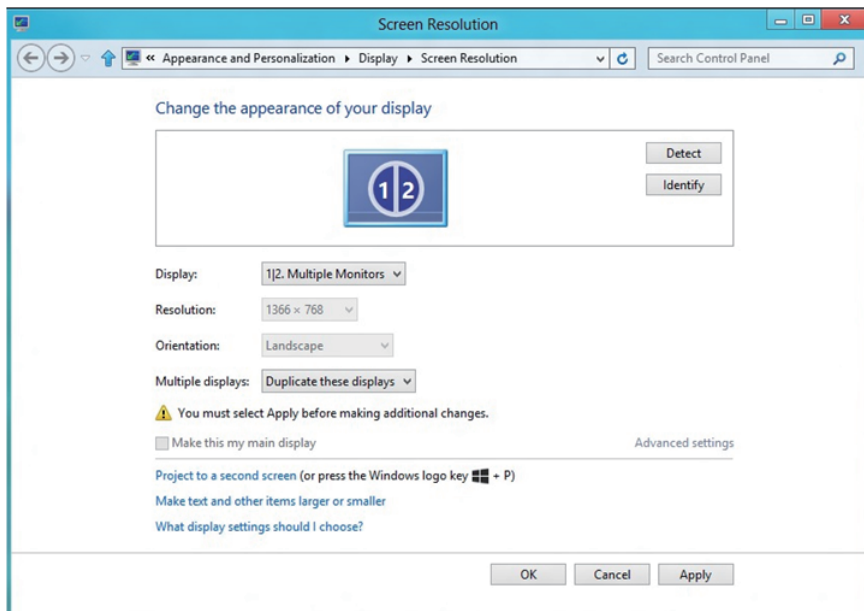 Screen Resolution
« Appearance and Personalization Display Screen Resolution
Search Control Panel
Change the appearance of your display
1 2
Detect
Identify
Display: 1|2. Multiple Monitors
Resolution: 1366 × 768
Orientation: Landscape
Multiple displays: Duplicate these displays
You must select Apply before making additional changes.
Make this my main display
Advanced settings
Project to a second screen (or press the Windows logo key + P)
Make text and other items larger or smaller
What display settings should I choose?
OK Cancel Apply